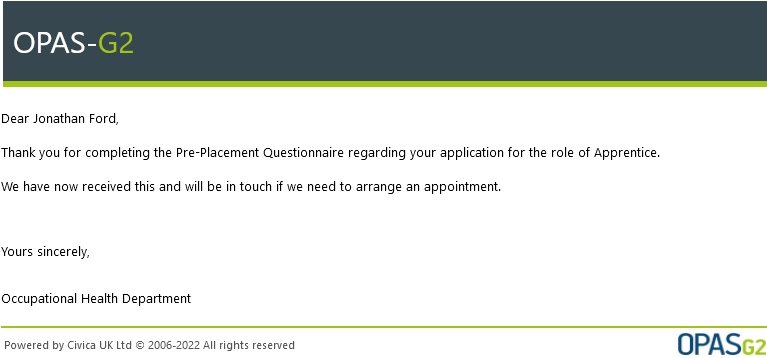 OPAS-G2
Dear Jonathan Ford,
Thank you for completing the Pre-Placement Questionnaire regarding your application for the role of Apprentice.
We have now received this and will be in touch if we need to arrange an appointment.
Yours sincerely,
Occupational Health Department
Powered by Civica UK Ltd © 2006-2022 All rights reserved
OPASG2